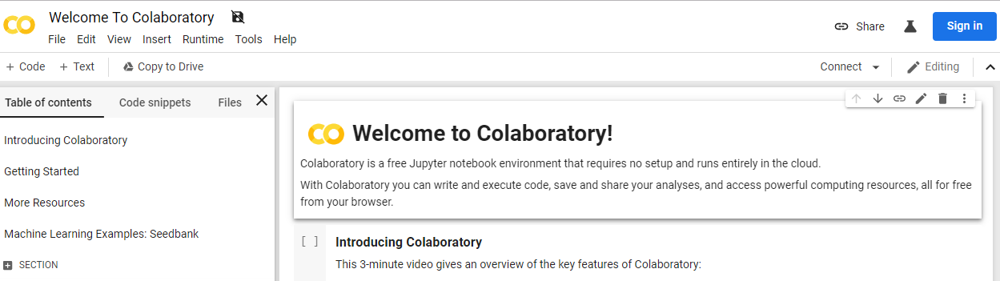 Welcome To Colaboratory
File Edit View Insert Runtime Tools Help
Share
Sign in
+ Code + Text Copy to Drive
Connect
Editing
Table of contents Code snippets Files
Introducing Colaboratory
Getting Started
More Resources
Machine Learning Examples: Seedbank
SECTION
CO Welcome to Colaboratory!
Colaboratory is a free Jupyter notebook environment that requires no setup and runs entirely in the cloud.
With Colaboratory you can write and execute code, save and share your analyses, and access powerful computing resources, all for free
from your browser.
[ ] Introducing Colaboratory
This 3-minute video gives an overview of the key features of Colaboratory: